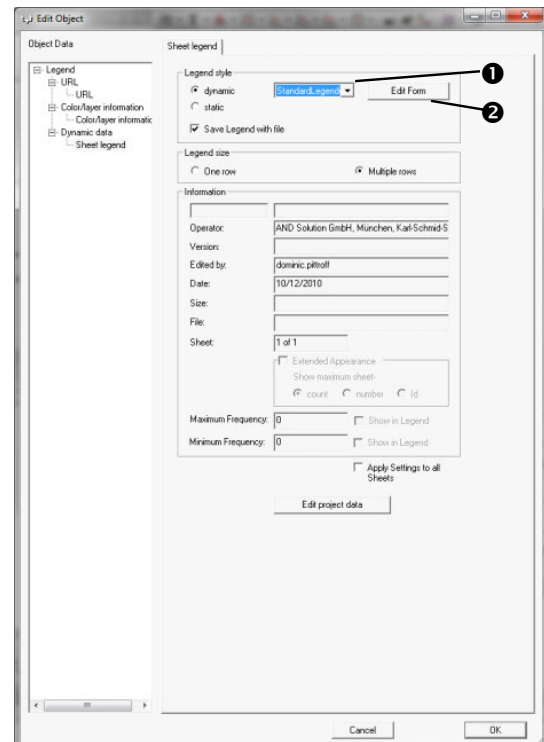 Edit Object
Object Data
Legend
URL
URL
Color/layer information
Color/layer informatic
Dynamic data
Sheet legend
Sheet legend
Legend style
dynamic StandardLegend Edit Form
static
Save Legend with file
Legend size
One row Multiple rows
Information
Operator: AND Solution GmbH, München, Karl-Schmid-S
Version:
Edited by: dominic.pittroff
Date: 10/12/2010
Size:
File:
Sheet: 1 of 1
Extended Appearance
Show maximum sheet-
count number Id
Maximum Frequency: 0 Show in Legend
Minimum Frequency: 0 Show in Legend
Apply Settings to all
Sheets
Edit project data
Cancel OK
1
2